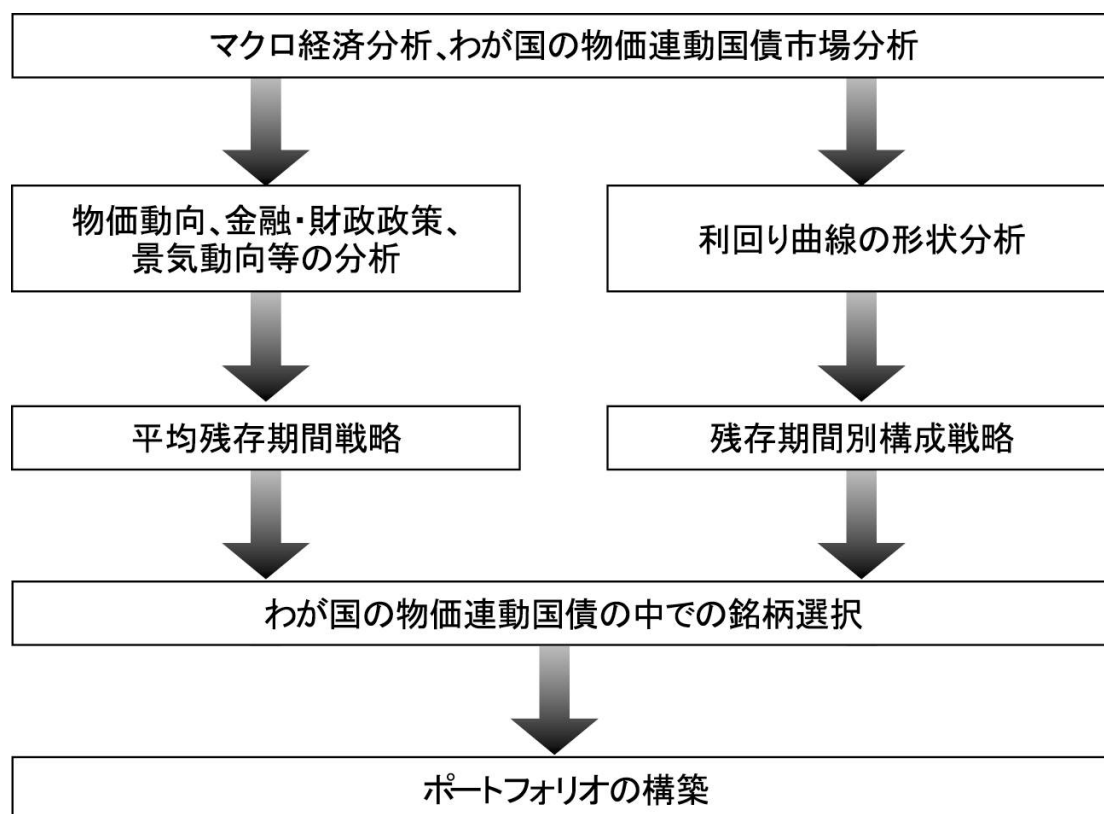 マクロ経済分析、わが国の物価連動国債市場分析
物価動向、金融・財政政策、
景気動向等の分析
利回り曲線の形状分析
平均残存期間戦略
残存期間別構成戦略
わが国の物価連動国債の中での銘柄選択
ポートフォリオの構築